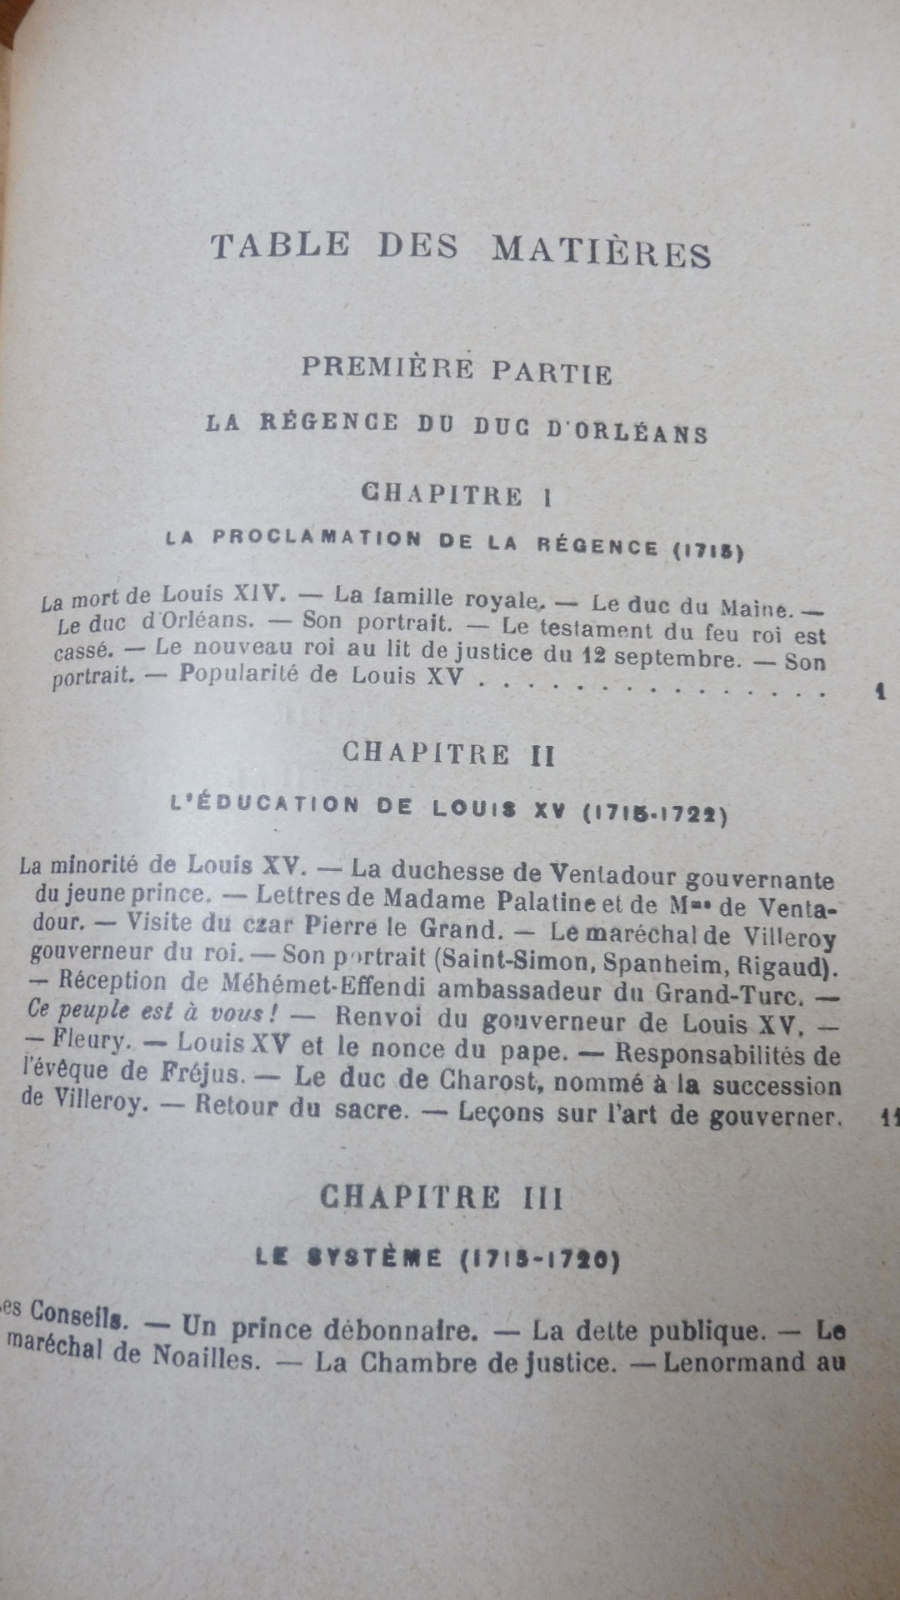 TABLE DES MATIÈRES
PREMIÈRE PARTIE
LA RÉGENCE DU DUC D'ORLÉANS
CHAPITRE I
LA PROCLAMATION DE LA RÉGENCE (1715)
La mort de Louis XIV. — La famille royale. — Le duc du Maine. —
Le duc d'Orléans. — Son portrait. — Le testament du feu roi est
cassé. — Le nouveau roi au lit de justice du 12 septembre. — Son
portrait. — Popularité de Louis XV . . . . . . . . . . . . . . . 1
CHAPITRE II
L'ÉDUCATION DE LOUIS XV (1715-1722)
La minorité de Louis XV. — La duchesse de Ventadour gouvernante
du jeune prince. — Lettres de Madame Palatine et de Mme de Venta-
dour. — Visite du czar Pierre le Grand. — Le maréchal de Villeroy
gouverneur du roi. — Son portrait (Saint-Simon, Spanheim, Rigaud).
— Réception de Méhémet-Effendi ambassadeur du Grand-Turc. —
Ce peuple est à vous! — Renvoi du gouverneur de Louis XV. —
— Fleury. — Louis XV et le nonce du pape. — Responsabilités de
l'évêque de Fréjus. — Le duc de Charost, nommé à la succession
de Villeroy. — Retour du sacre. — Leçons sur l'art de gouverner. 11
CHAPITRE III
LE SYSTÈME (1715-1720)
es Conseils. — Un prince débonnaire. — La dette publique. — Le
maréchal de Noailles. — La Chambre de justice. — Lenormand au